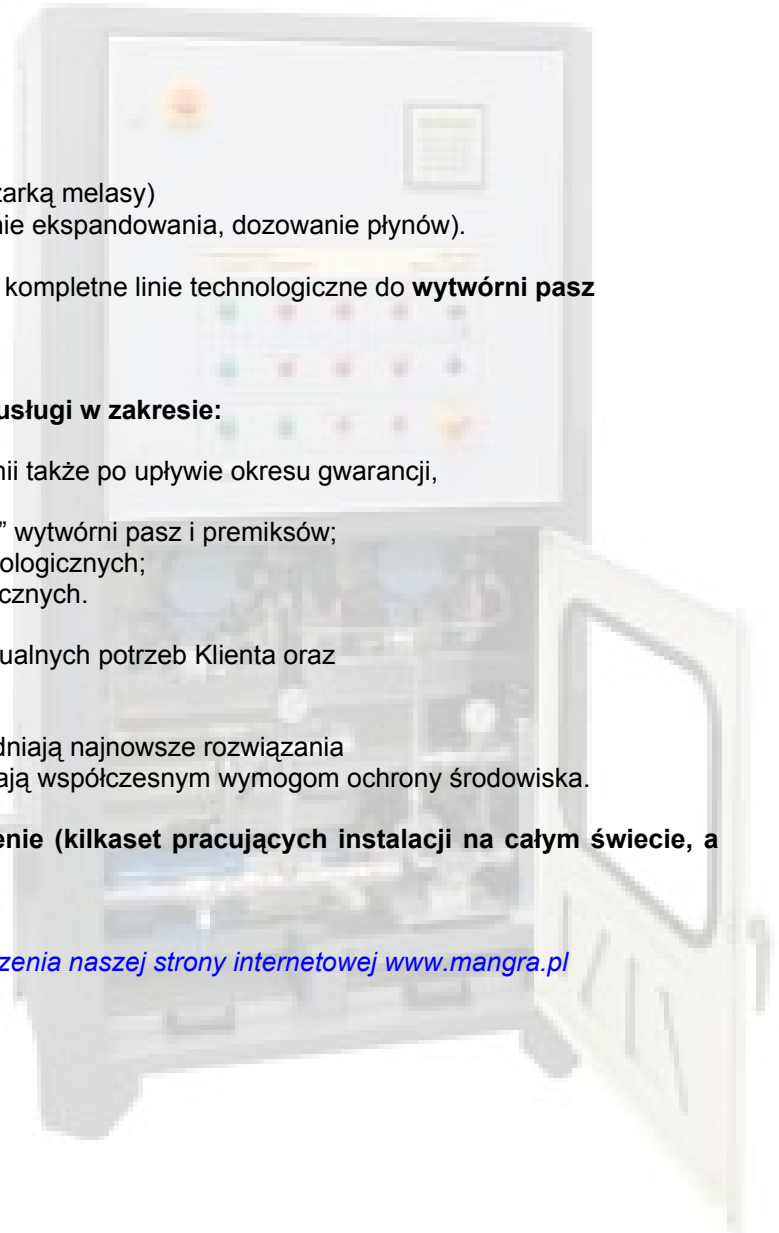 żarką melasy)
nie ekspandowania, dozowanie płynów).
kompletne linie technologiczne do wytwórni pasz
usługi w zakresie:
nii także po upływie okresu gwarancji,
” wytwórni pasz i premiksów;
ologicznych;
cznych.
ualnych potrzeb Klienta oraz
dniają najnowsze rozwiązania
ają współczesnym wymogom ochrony środowiska.
enie (kilkaset pracujących instalacji na całym świecie, a
zenia naszej strony internetowej www.mangra.pl